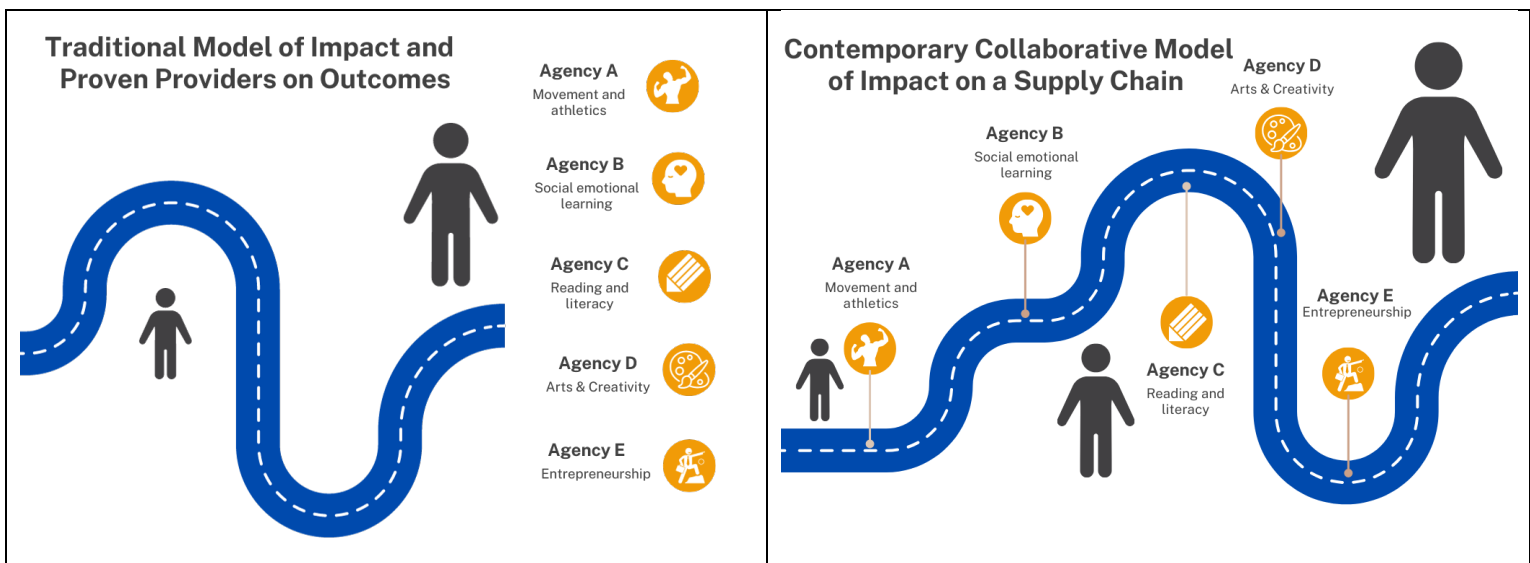 Traditional Model of Impact and
Proven Providers on Outcomes
Agency A
Movement and
athletics
Agency B
Social emotional
learning
Agency C
Reading and
literacy
Agency D
Arts & Creativity
Agency E
Entrepreneurship
Contemporary Collaborative Model
of Impact on a Supply Chain
Agency A
Movement and
athletics
Agency B
Social emotional
learning
Agency C
Reading and
literacy
Agency D
Arts & Creativity
Agency E
Entrepreneurship